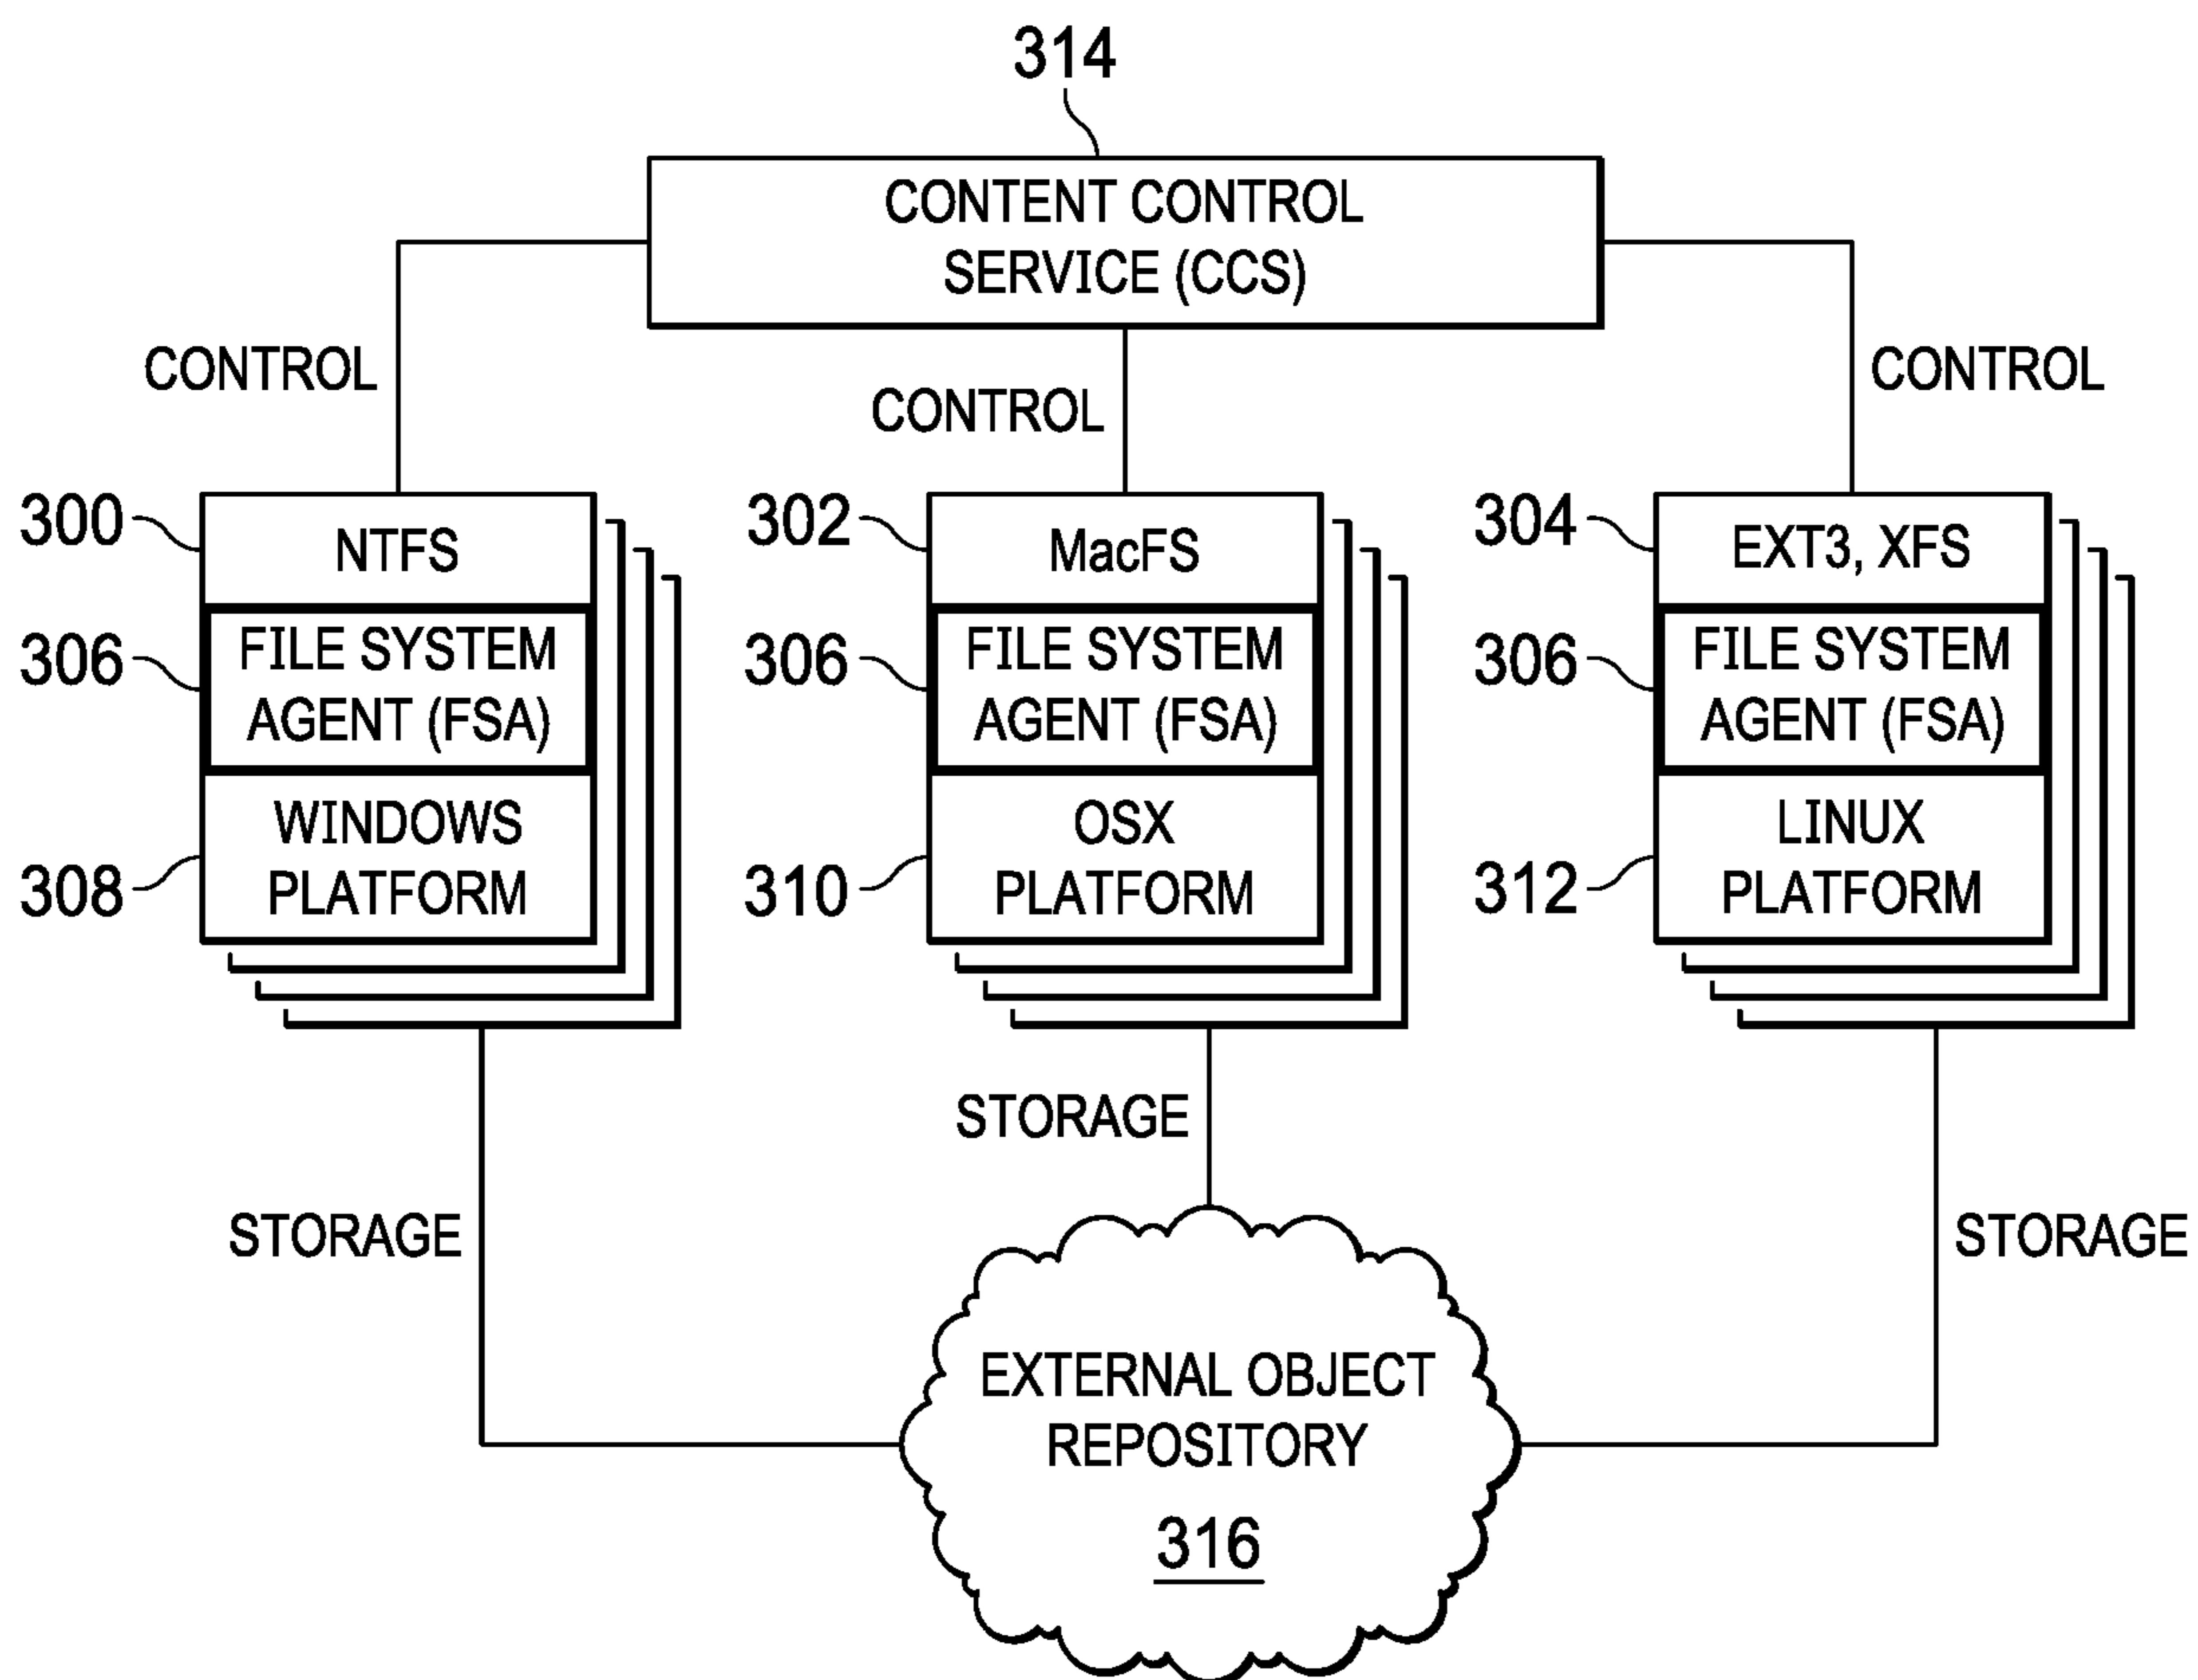 314
CONTENT CONTROL
SERVICE (CCS)
CONTROL
CONTROL
CONTROL
300
NTFS
302
MacFS
304
EXT3, XFS
306
FILE SYSTEM
AGENT (FSA)
306
FILE SYSTEM
AGENT (FSA)
306
FILE SYSTEM
AGENT (FSA)
308
WINDOWS
PLATFORM
310
OSX
PLATFORM
312
LINUX
PLATFORM
STORAGE
STORAGE
STORAGE
EXTERNAL OBJECT
REPOSITORY
316